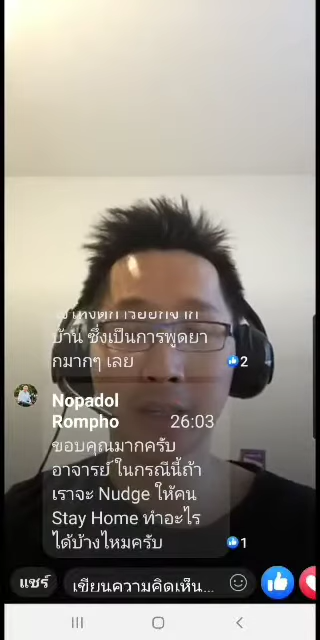 บ้าน ซึ่งเป็นการพูดยา
กมากๆ เลย
2
Nopadol
Rompho 26:03
ขอบคุณมากครับ
อาจารย์ ในกรณีนี้ถ้า
เราจะ Nudge ให้คน
Stay Home ทำอะไร
ได้บ้างไหมครับ
1
แชร์ เขียนความคิดเห็น...